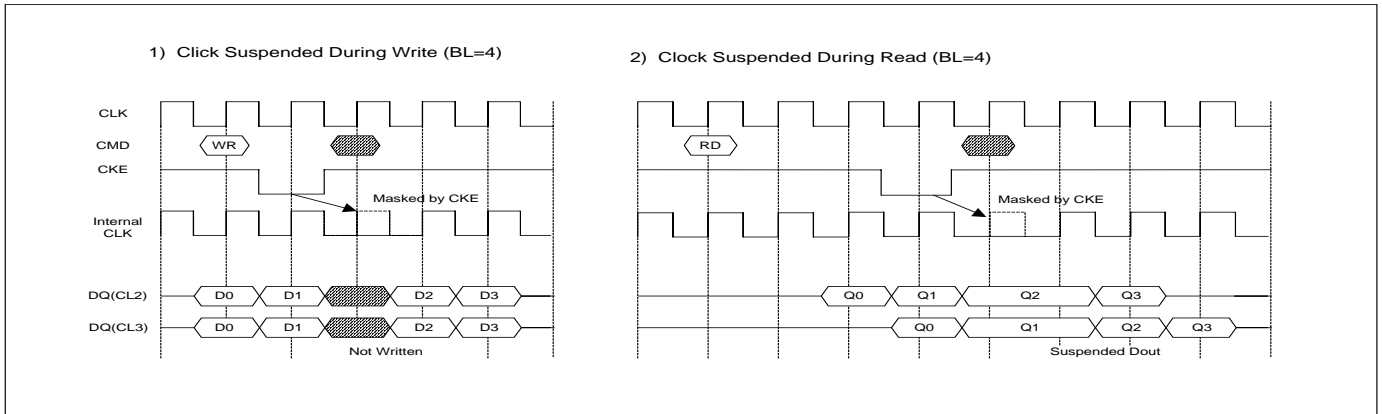 1) Click Suspended During Write (BL=4)
2) Clock Suspended During Read (BL=4)
CLK
CMD WR RD
CKE
Masked by CKE Masked by CKE
Internal
CLK
DQ(CL2) D0 D1 D2 D3 Q0 Q1 Q2 Q3
DQ(CL3) D0 D1 D2 D3 Q0 Q1 Q2 Q3
Not Written Suspended Dout